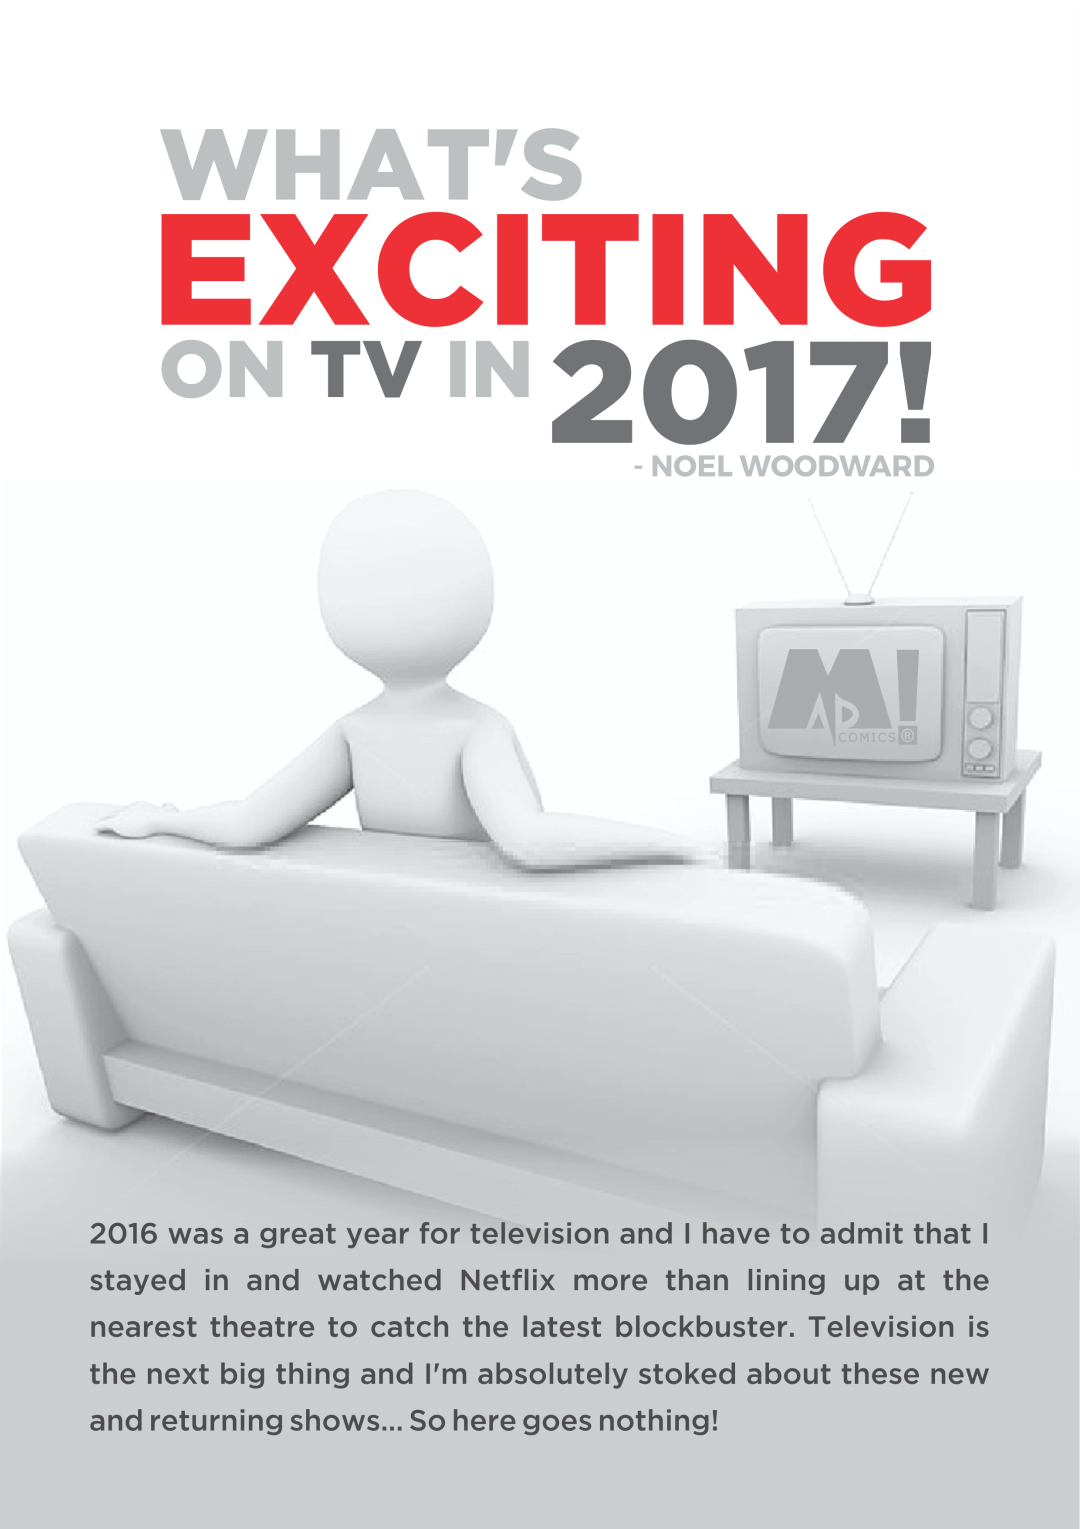 WHAT'S
EXCITING
ON TV IN 2017!
- NOEL WOODWARD
M!
AP
COMICS ®
2016 was a great year for television and I have to admit that I
stayed in and watched Netflix more than lining up at the
nearest theatre to catch the latest blockbuster. Television is
the next big thing and I'm absolutely stoked about these new
and returning shows... So here goes nothing!